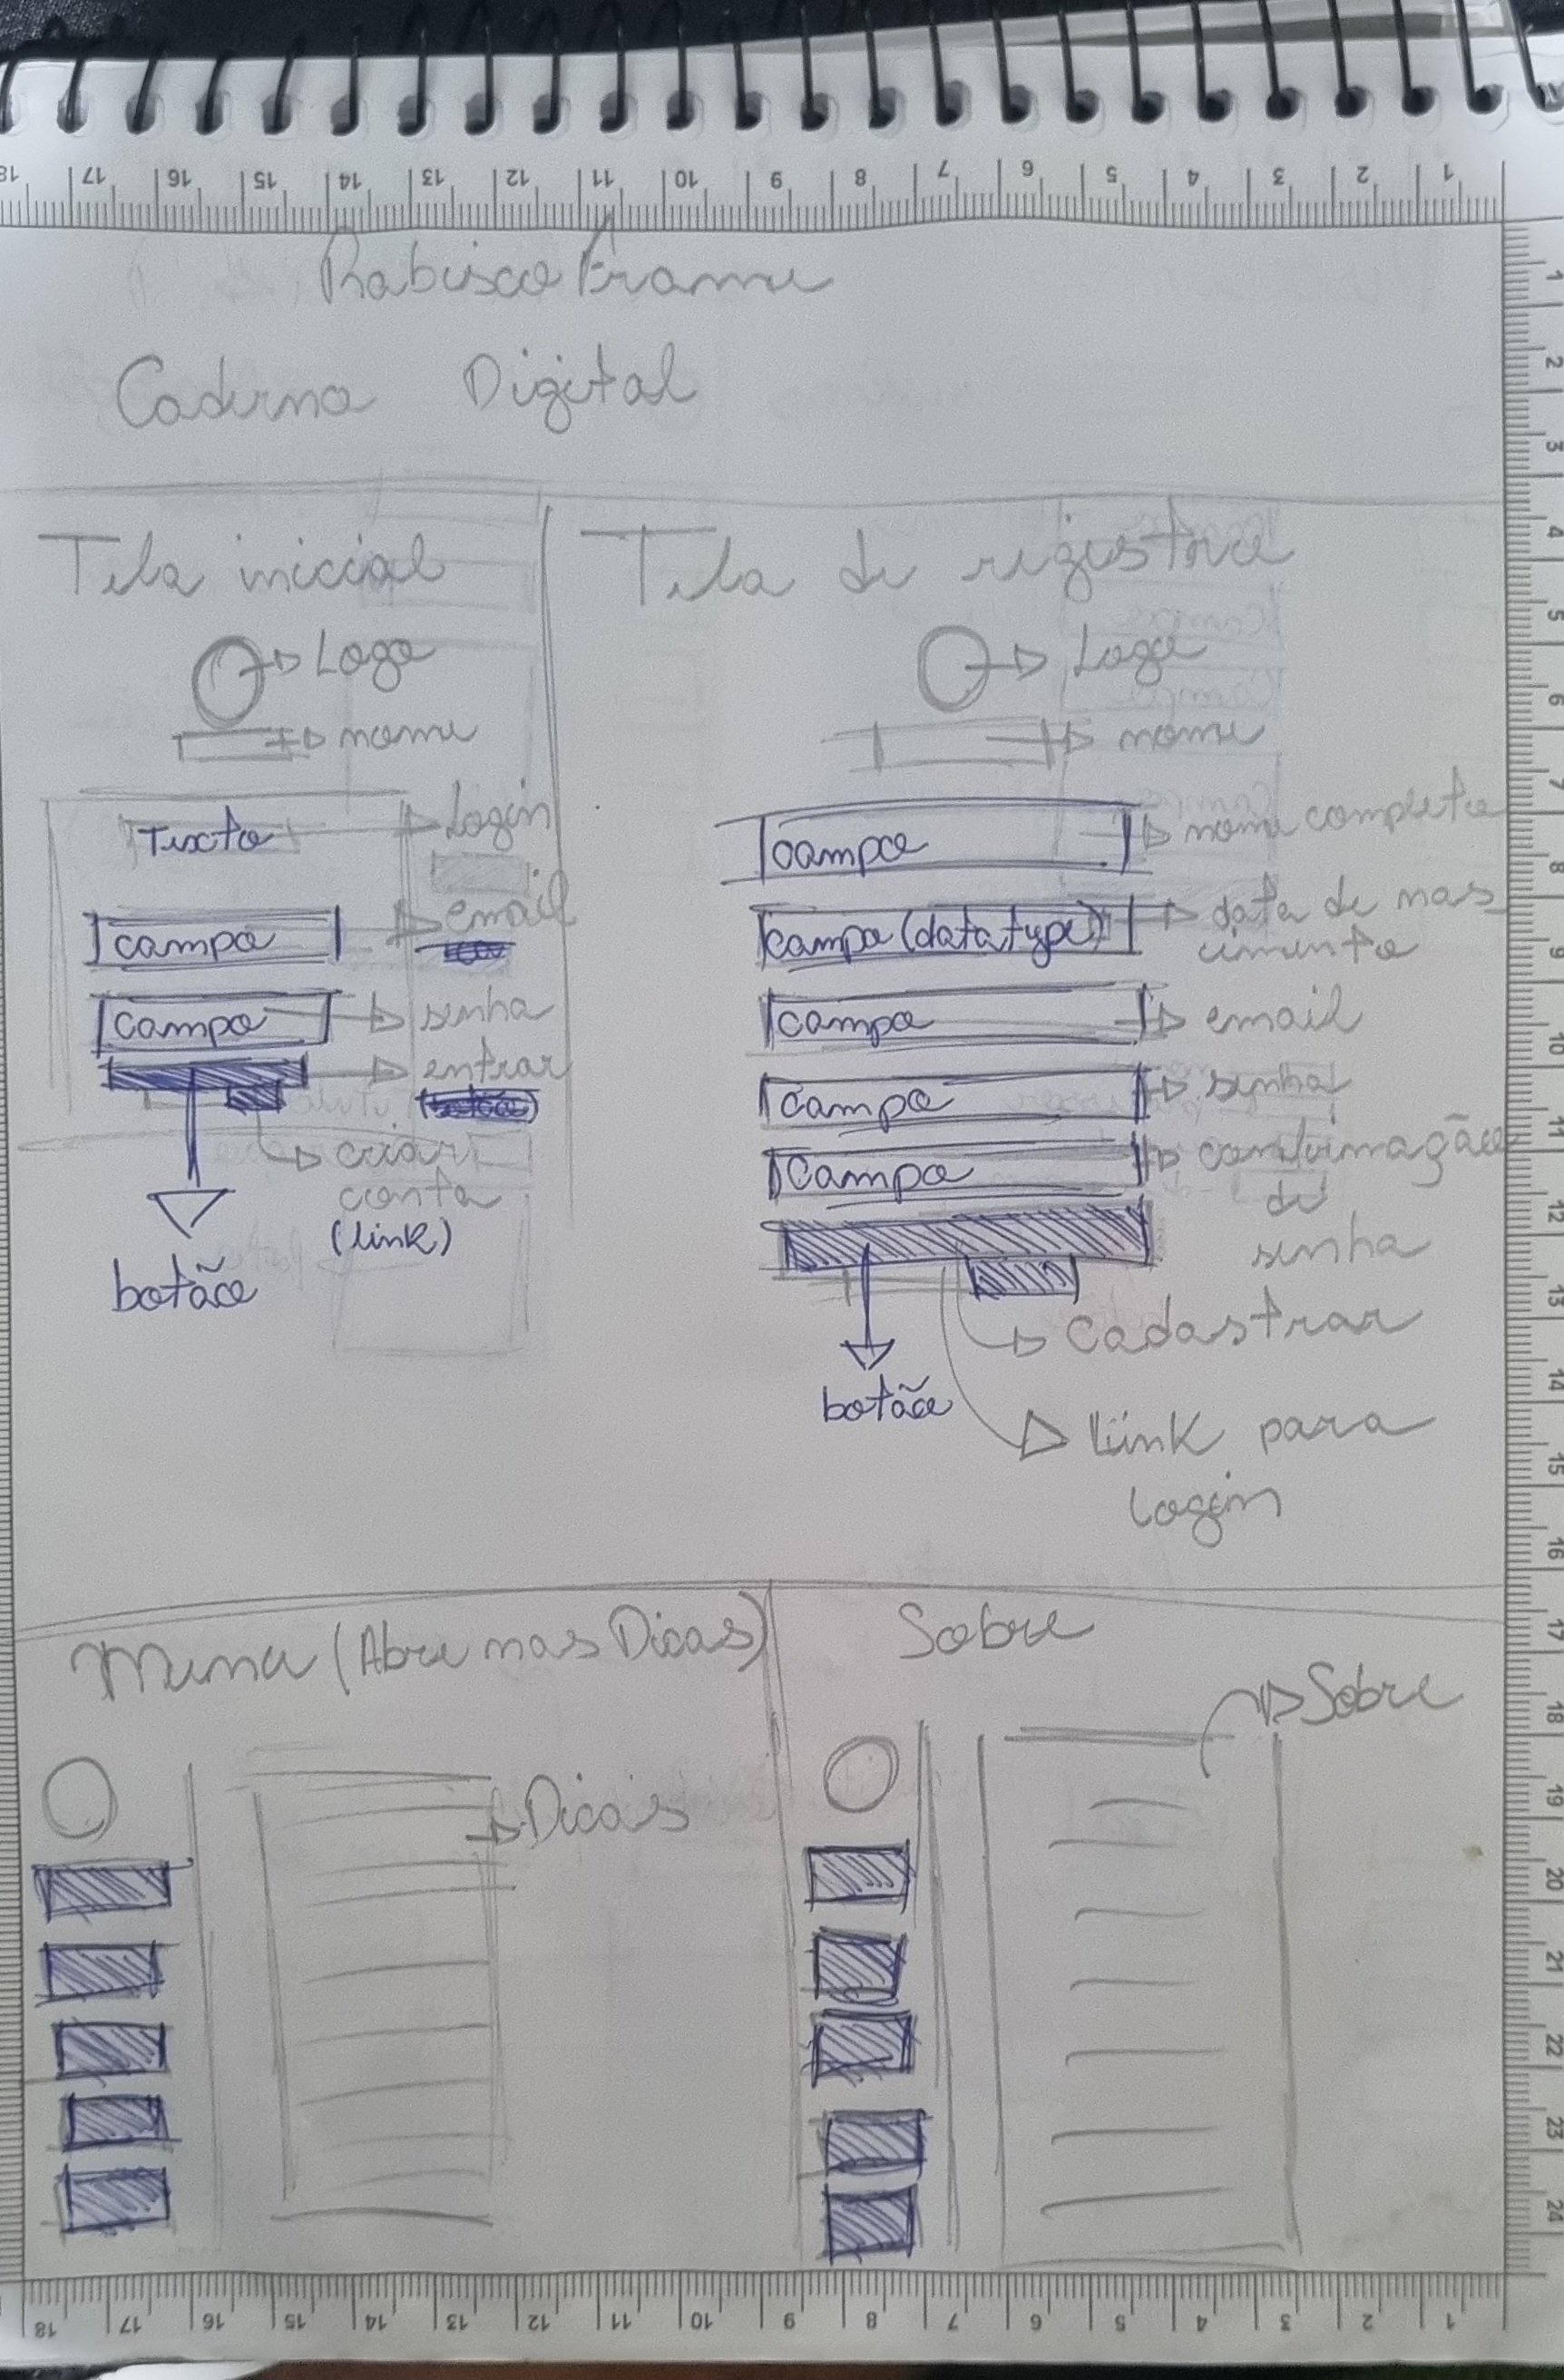 RabiscoFrame
Caderno Digital
Tela inicial
Logo
nome
Texto
Login
campo
email
campo
senha
entrar
(botão)
criar
conta
(link)
botão
Tela de registro
Logo
nome
campo
nome completo
campo (data type)
data de nas_
cimento
campo
email
campo
senha
campo
confirmação
de
senha
Cadastrar
botão
Link para
login
Menu (Abre nas Dicas)
Dicas
Sobre
Sobre
18 17 16 15 14 13 12 11 10 9 8 7 6 5 4 3 2 1
1
2
3
4
5
6
7
8
9
10
11
12
13
14
15
16
17
18
19
20
21
22
23
24
18 17 16 15 14 13 12 11 10 9 8 7 6 5 4 3 2 1